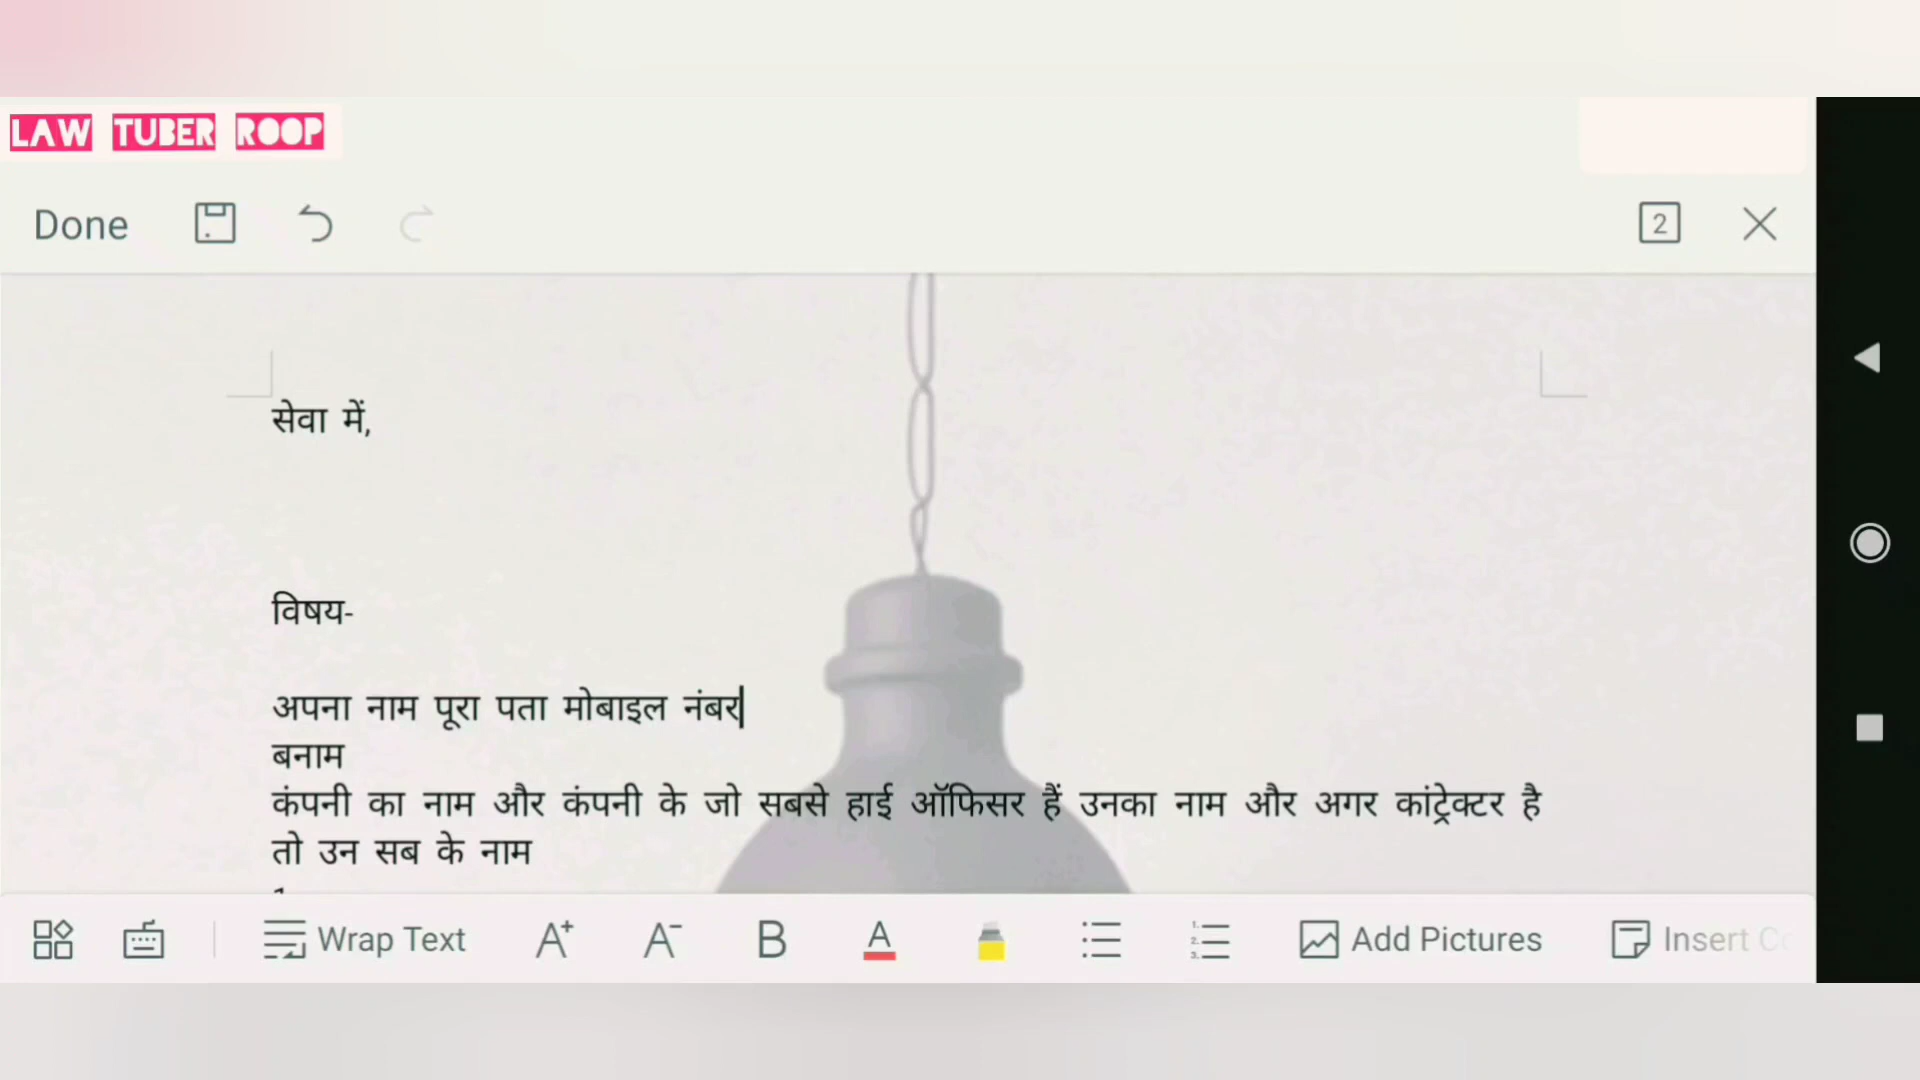 LAW TUBER ROOP
Done
2
सेवा में,
विषय-
अपना नाम पूरा पता मोबाइल नंबर
बनाम
कंपनी का नाम और कंपनी के जो सबसे हाई ऑफिसर हैं उनका नाम और अगर कांट्रेक्टर है
तो उन सब के नाम
Wrap Text A+ A- B A Add Pictures Insert